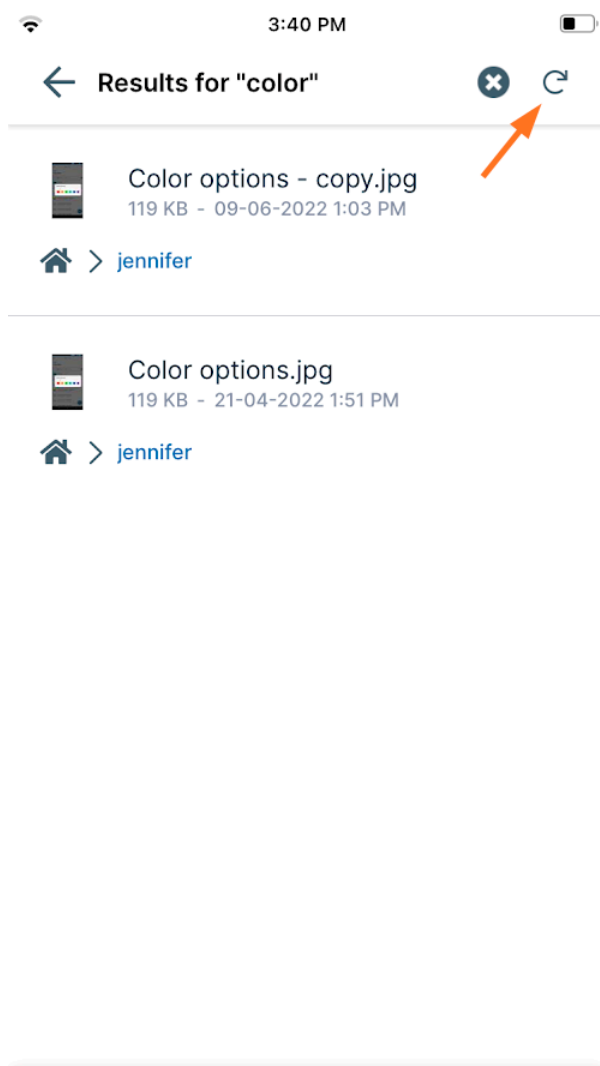 3:40 PM
Results for "color"
Color options - copy.jpg
119 KB - 09-06-2022 1:03 PM
jennifer
Color options.jpg
119 KB - 21-04-2022 1:51 PM
jennifer